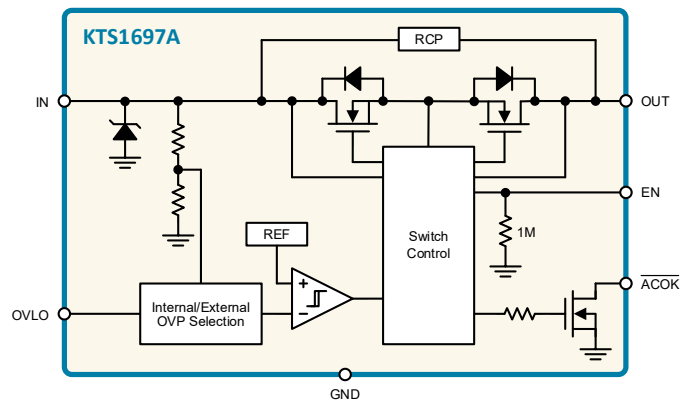 KTS1697A
RCP
IN
OUT
EN
REF
1M
Switch
Control
ACOK
+
Internal/External
OVP Selection
−
OVLO
GND